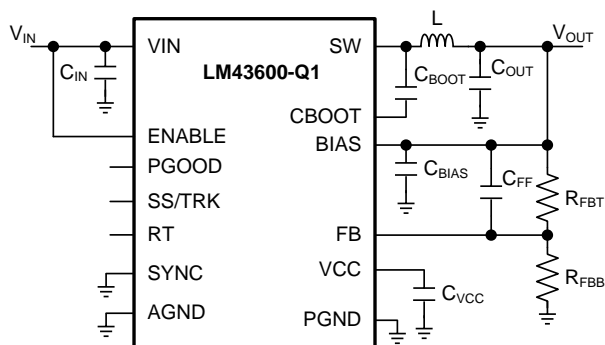 VIN
VIN
SW
L
VOUT
CIN
LM43600-Q1
CBOOT
COUT
CBOOT
ENABLE
BIAS
PGOOD
CBIAS
CFF
RFBT
SS/TRK
RT
FB
SYNC
VCC
RFBB
CVCC
AGND
PGND